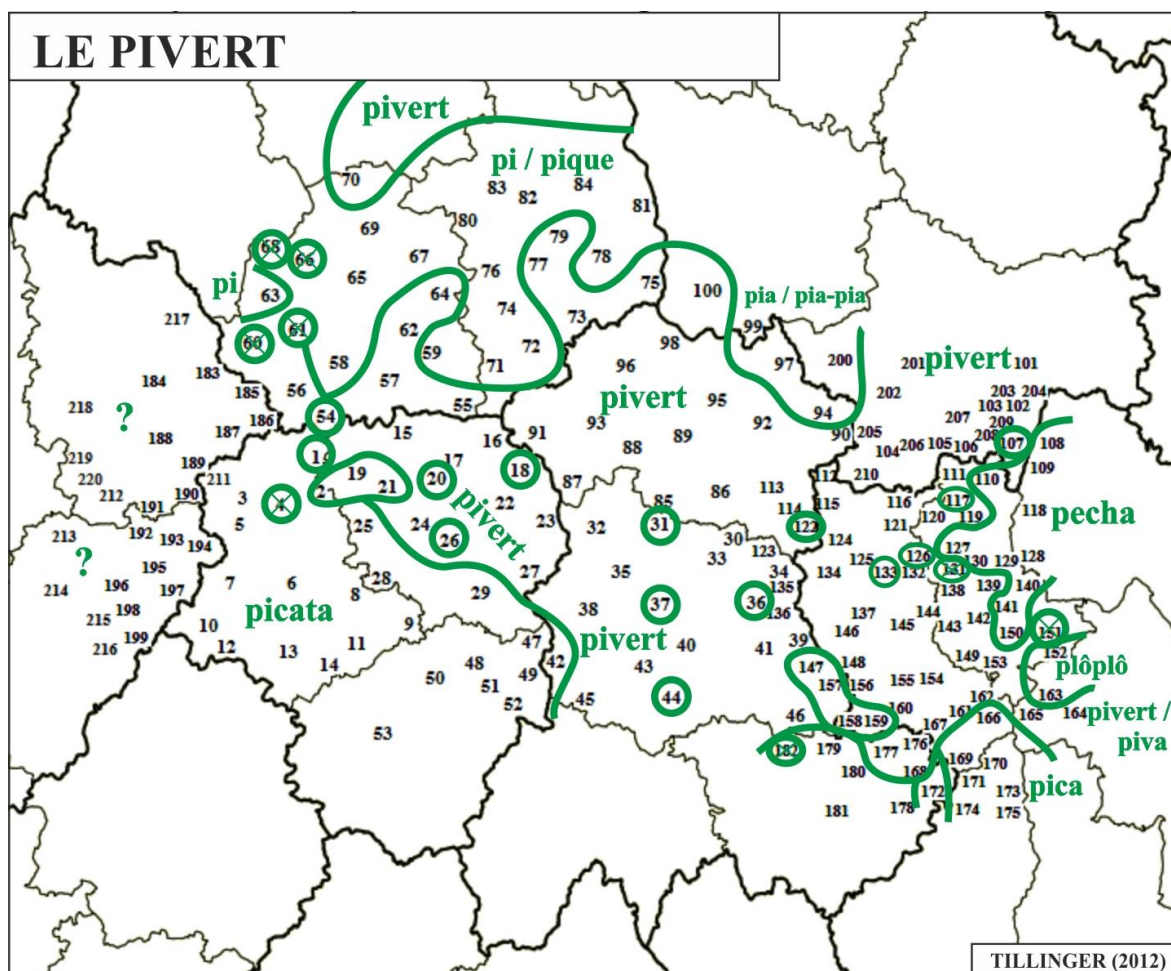 LE PIVERT
pivert
pi / pique
70 83 82 84 81
69 80
68 66 67 79 78
pi 63 65 64 76 77 75 100 pia / pia-pia
217 61 62 74 73 99
60 58 59 72 98 97 200 201 pivert 101
184 183 56 57 71 96 202 203 204
218 ? 185 54 55 pivert 95 94 103 102
188 187 186 15 16 91 93 92 90 205 207 209
219 189 17 88 89 104 206 105 106 208 107 108
220 211 19 20 18 87 86 113 210 111 110 109
212 191 190 3 4 21 pivert 22 85 114 115 116 117 118
213 192 5 25 24 23 32 31 122 121 120 119 pecha
? 193 194 26 30 124 126 127
195 33 123 125 130 129 128
214 196 197 7 6 28 27 35 34 134 133 132 131
198 picata 8 29 135 138 139 140
215 10 9 38 37 36 136 137 144 141
199 12 11 47 pivert 40 146 145 143 142 150 151
216 13 14 48 42 43 41 39 148 149 153 152
50 51 49 147 157 156 155 154 plôplô
52 45 44 162 163
46 158 159 160 161 166 165 164 pivert /
53 182 179 177 176 167 piva
180 168 169 170 pica
172 171 173
181 178 174 175
TILLINGER (2012)